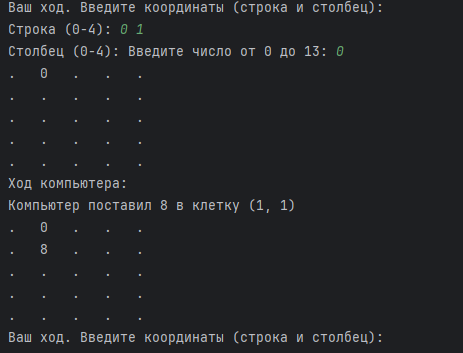 Ваш ход. Введите координаты (строка и столбец):
Строка (0-4): 0 1
Столбец (0-4): Введите число от 0 до 13: 0
.   0   .   .   .
.   .   .   .   .
.   .   .   .   .
.   .   .   .   .
.   .   .   .   .
Ход компьютера:
Компьютер поставил 8 в клетку (1, 1)
.   0   .   .   .
.   8   .   .   .
.   .   .   .   .
.   .   .   .   .
.   .   .   .   .
Ваш ход. Введите координаты (строка и столбец):